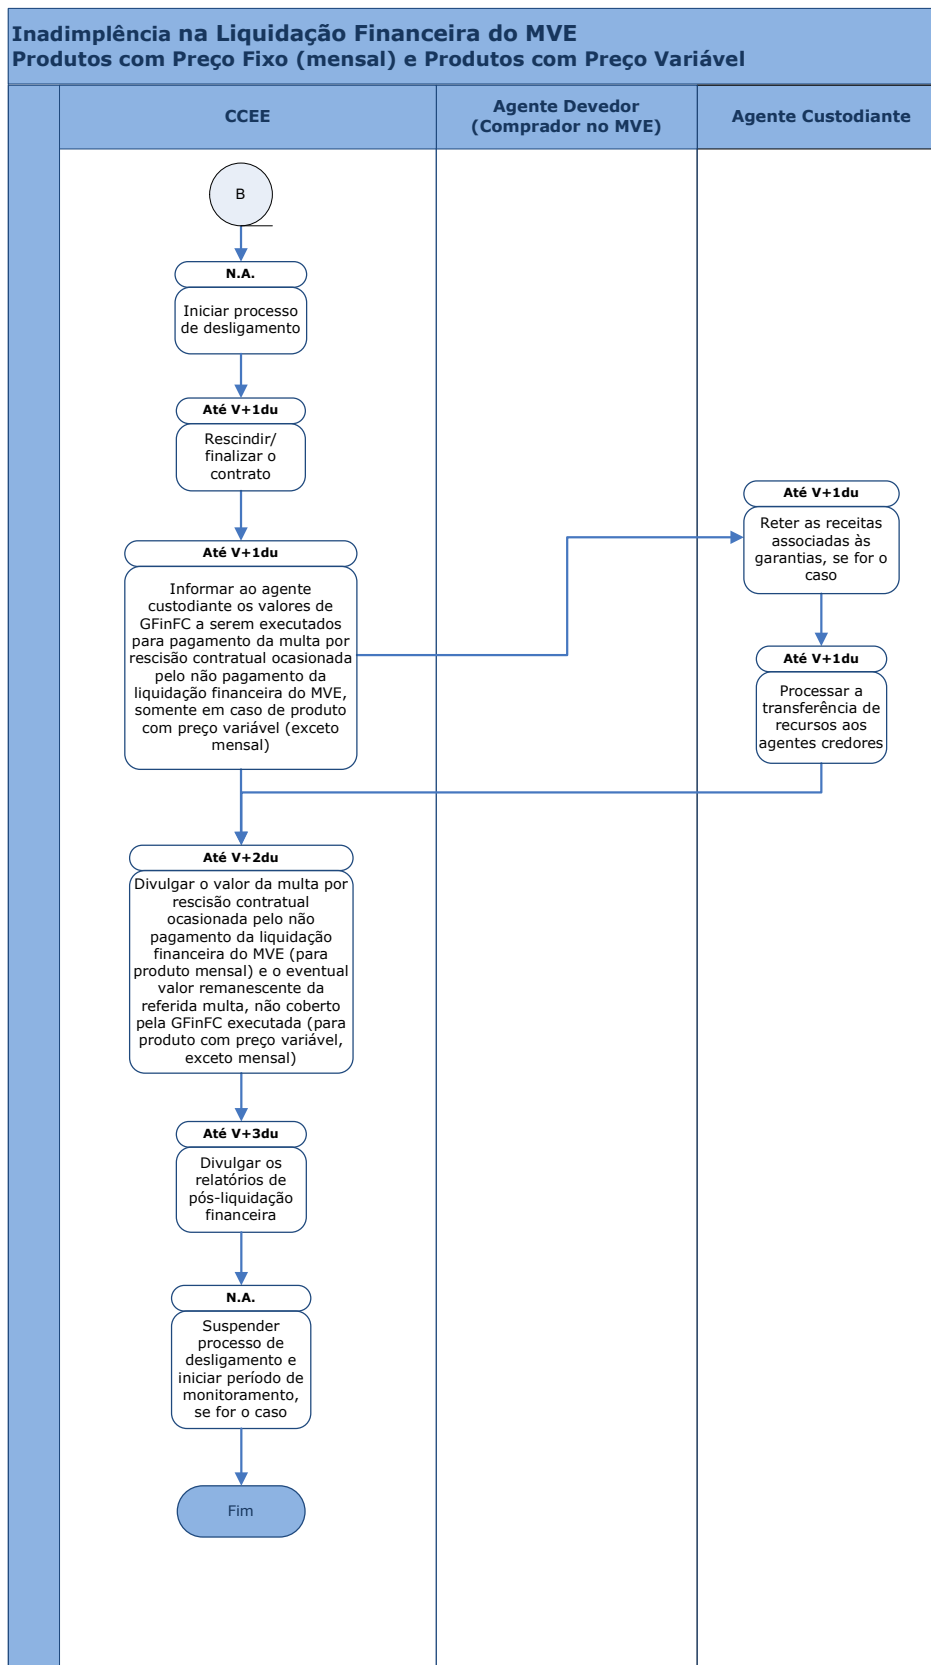 Inadimplência na Liquidação Financeira do MVE
Produtos com Preço Fixo (mensal) e Produtos com Preço Variável
CCEE
Agente Devedor
(Comprador no MVE)
Agente Custodiante
B
N.A.
Iniciar processo
de desligamento
Até V+1du
Rescindir/
finalizar o
contrato
Até V+1du
Informar ao agente
custodiante os valores de
GFinFC a serem executados
para pagamento da multa por
rescisão contratual ocasionada
pelo não pagamento da
liquidação financeira do MVE,
somente em caso de produto
com preço variável (exceto
mensal)
Até V+1du
Reter as receitas
associadas às
garantias, se for o
caso
Até V+1du
Processar a
transferência de
recursos aos
agentes credores
Até V+2du
Divulgar o valor da multa por
rescisão contratual
ocasionada pelo não
pagamento da liquidação
financeira do MVE (para
produto mensal) e o eventual
valor remanescente da
referida multa, não coberto
pela GFinFC executada (para
produto com preço variável,
exceto mensal)
Até V+3du
Divulgar os
relatórios de
pós-liquidação
financeira
N.A.
Suspender
processo de
desligamento e
iniciar período de
monitoramento,
se for o caso
Fim